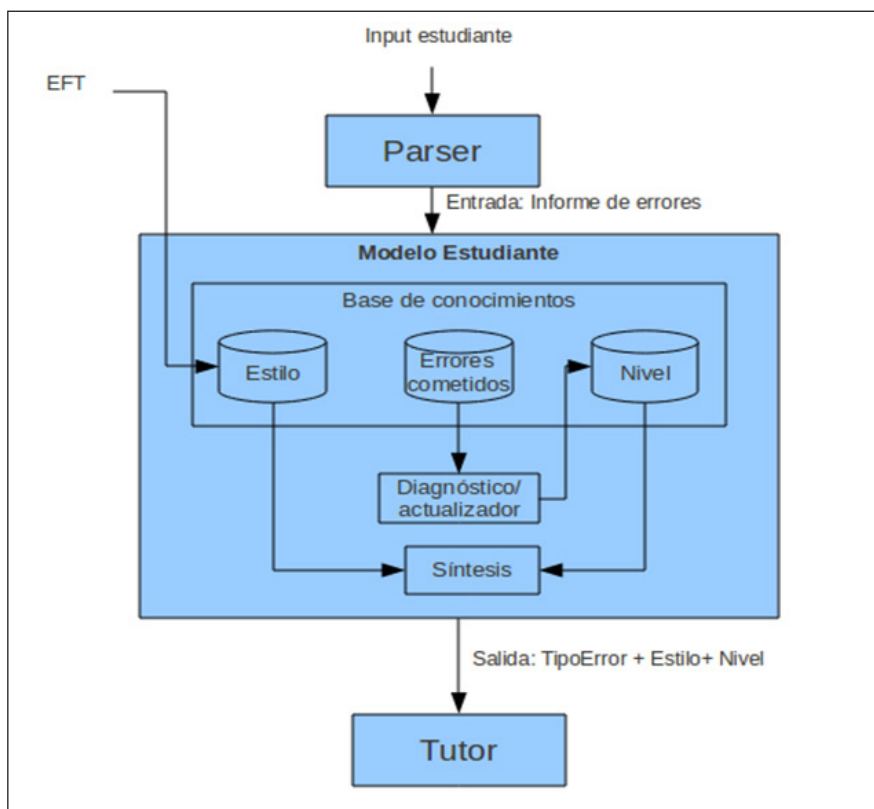 Input estudiante
EFT
Parser
Entrada: Informe de errores
Modelo Estudiante
Base de conocimientos
Estilo
Errores
cometidos
Nivel
Diagnóstico/
actualizador
Síntesis
Salida: TipoError + Estilo+ Nivel
Tutor